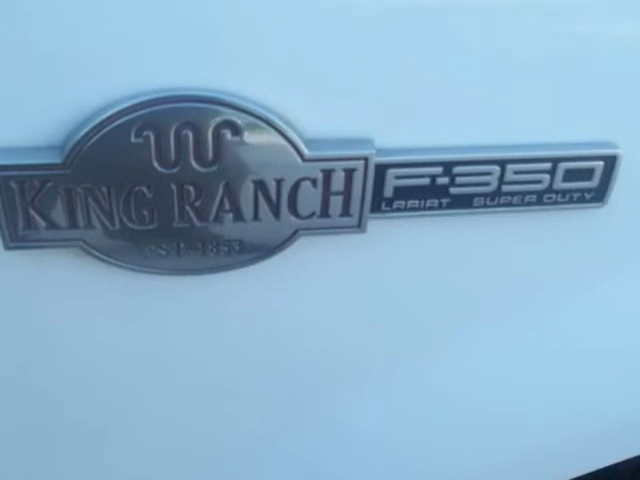 KING RANCH
EST. 1853
F-350
LARIAT SUPER DUTY